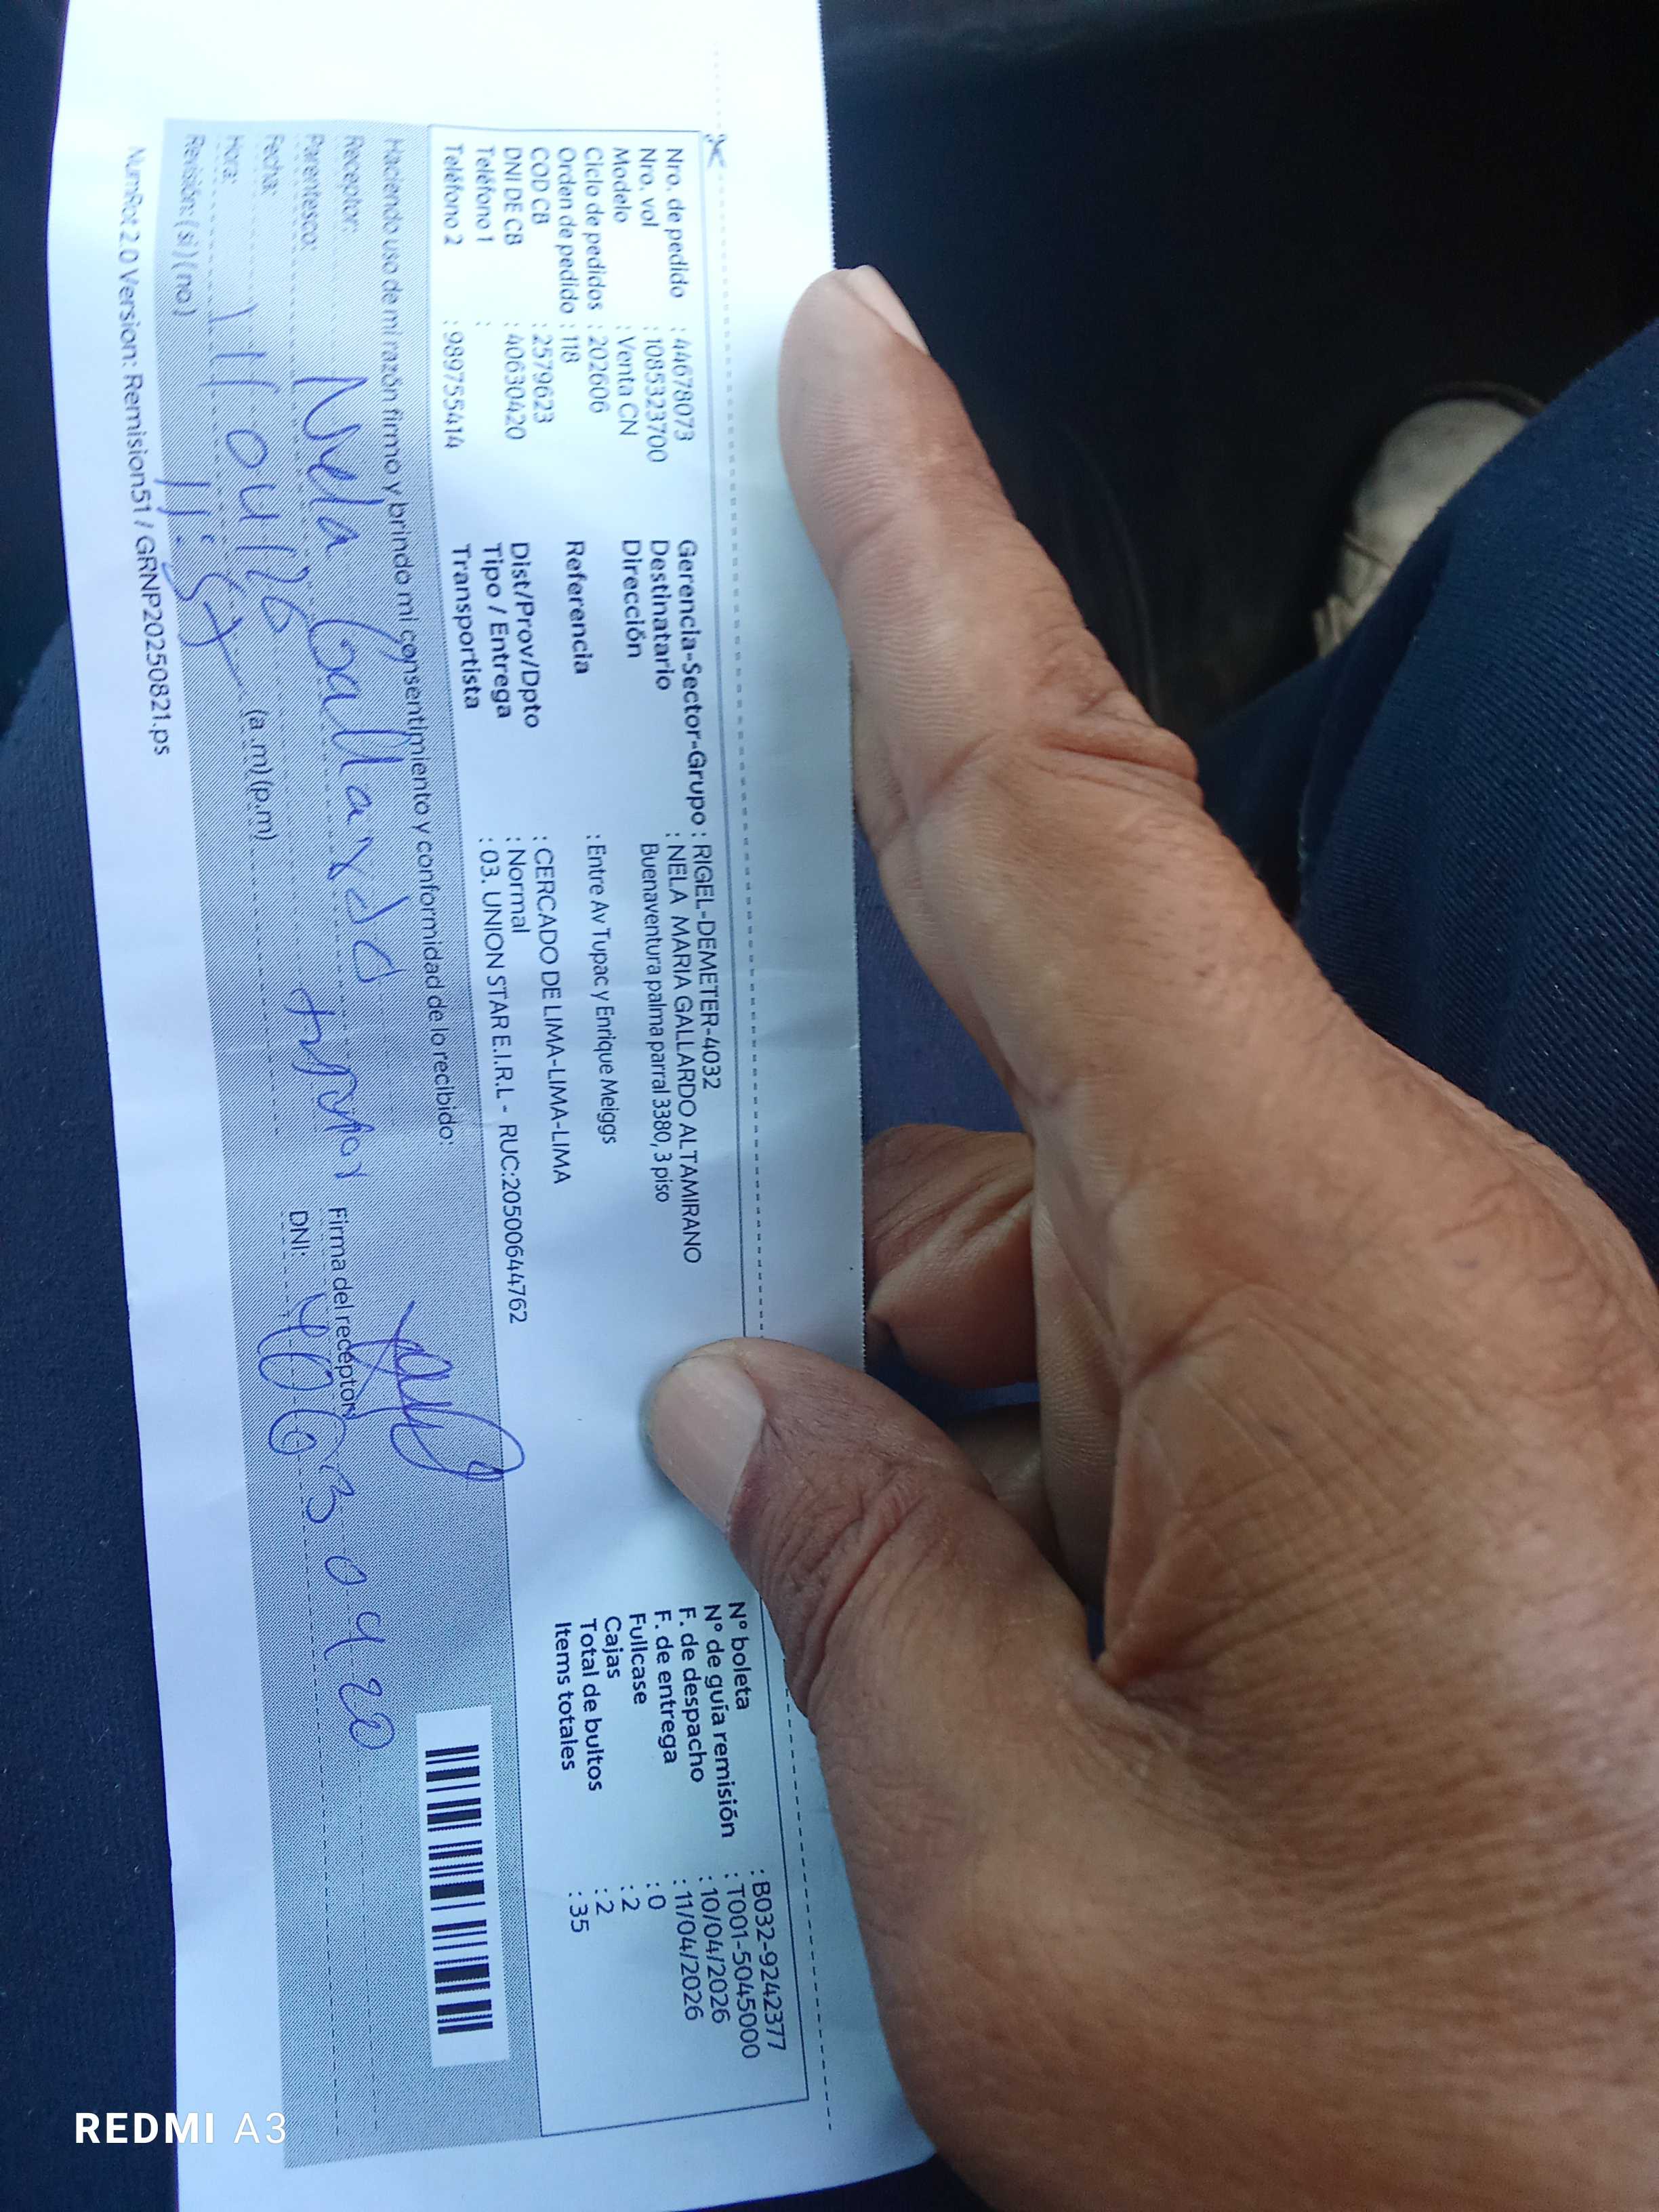 Nro. de pedido : 44678073
Nro. vol : 1085323700
Modelo : Venta CN
Ciclo de pedidos : 202606
Orden de pedido : 118
COD CB : 2579623
DNI DE CB : 40630420
Teléfono 1 :
Teléfono 2 : 989755414
Gerencia-Sector-Grupo : RIGEL-DEMETER-4032
Destinatario : NELA MARIA GALLARDO ALTAMIRANO
Dirección Buenaventura palma parral 3380, 3 piso
Referencia : Entre Av Tupac y Enrique Meiggs
Dist/Prov/Dpto : CERCADO DE LIMA-LIMA-LIMA
Tipo / Entrega : Normal
Transportista : 03. UNION STAR E.I.R.L - RUC:20500644762
Nº boleta : B032-9242377
Nº de guía remisión : T001-5045000
F. de despacho : 10/04/2026
F. de entrega : 11/04/2026
Fullcase : 0
Cajas : 2
Total de bultos : 2
Items totales : 35
Haciendo uso de mi razón firmo y brindo mi consentimiento y conformidad de lo recibido:
Receptor: Nela Gallardo Firma del receptor
Parentesco: DNI: 40630420
Fecha: 11/04/26
Hora: (a.m)(p.m)
Revisión: ( si ) ( no )
NumRot 2.0 Version: Remision51 / GRNP20250821.ps
REDMI A3